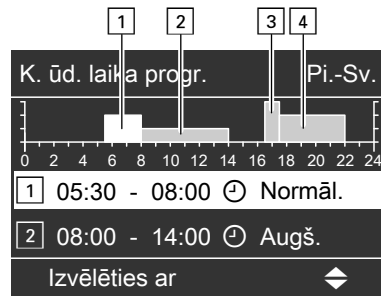 1 2 3 4
K. ūd. laika progr. Pi.-Sv.
0 2 4 6 8 10 12 14 16 18 20 22 24
1 05:30 - 08:00 Normāl.
2 08:00 - 14:00 Augš.
Izvēlēties ar